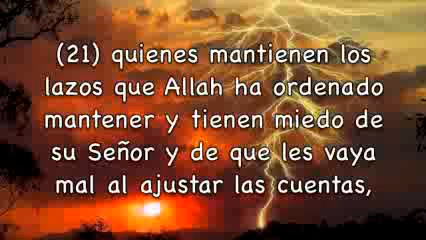 (21) quienes mantienen los
lazos que Allah ha ordenado
mantener y tienen miedo de
su Señor y de que les vaya
mal al ajustar las cuentas,